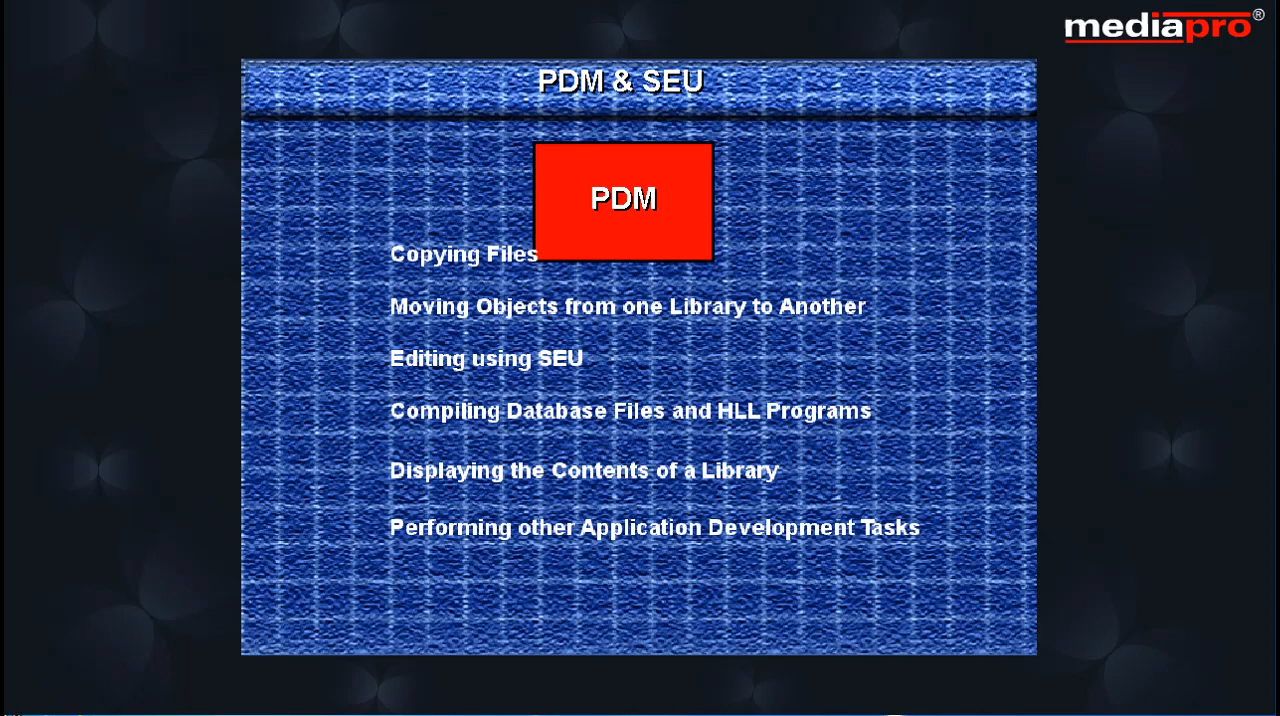 mediapro®
PDM & SEU
PDM
Copying Files
Moving Objects from one Library to Another
Editing using SEU
Compiling Database Files and HLL Programs
Displaying the Contents of a Library
Performing other Application Development Tasks